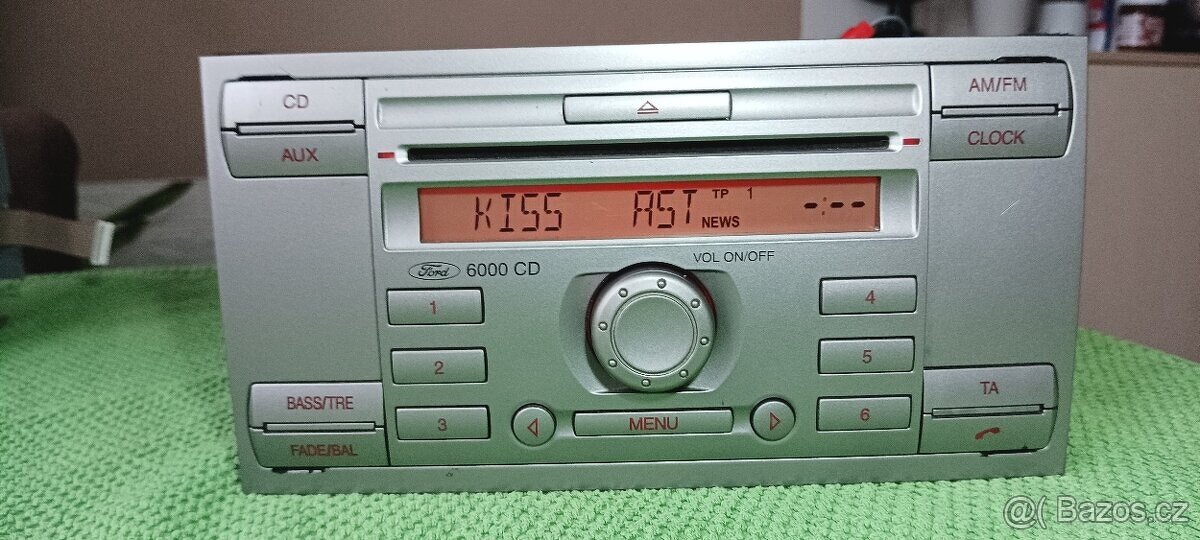 CD
AUX
AM/FM
CLOCK
KISS AST TP 1 NEWS -:--
Ford 6000 CD
VOL ON/OFF
1
2
3
4
5
6
BASS/TRE
FADE/BAL
MENU
TA
@( Bazos.cz